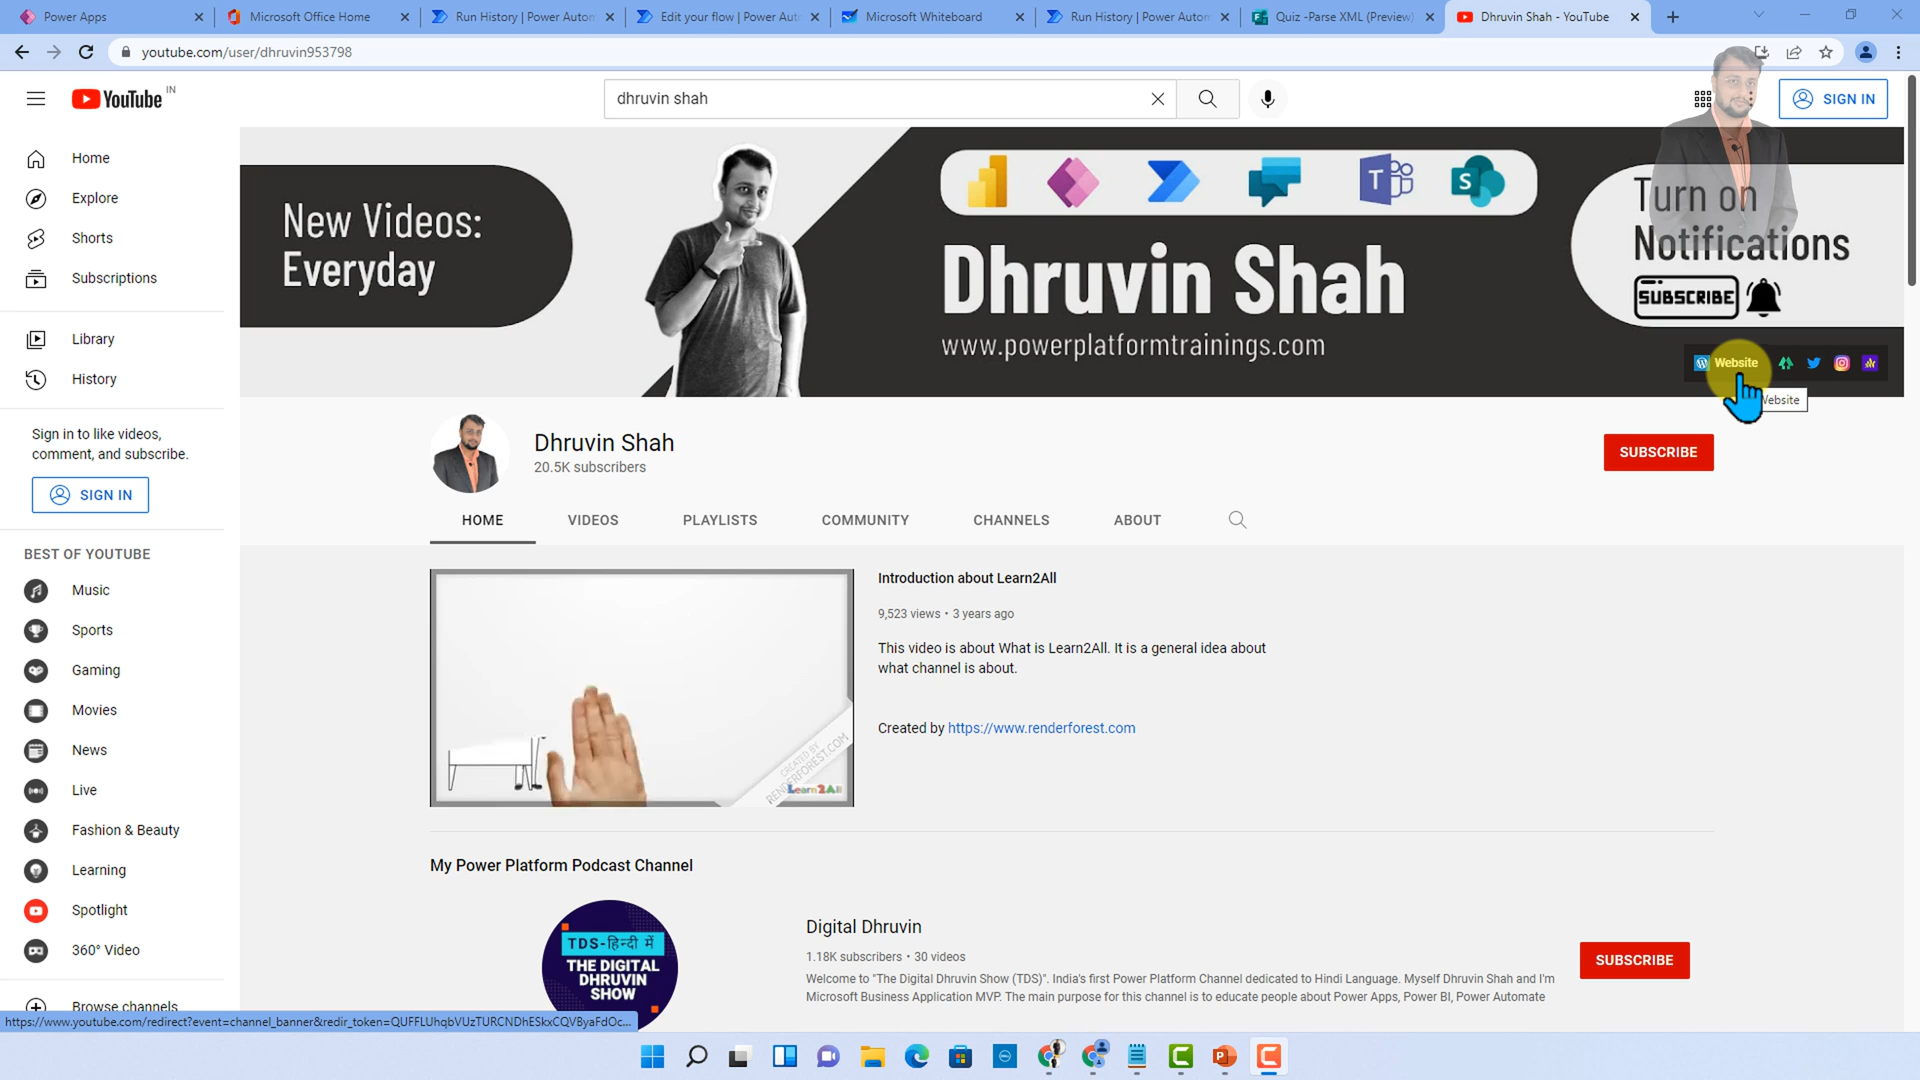 Power Apps
Microsoft Office Home
Run History | Power Autom
Edit your flow | Power Aut
Microsoft Whiteboard
Run History | Power Autom
Quiz -Parse XML (Preview)
Dhruvin Shah - YouTube
youtube.com/user/dhruvin953798
YouTube IN
dhruvin shah
SIGN IN
Home
Explore
Shorts
Subscriptions
Library
History
Sign in to like videos,
comment, and subscribe.
SIGN IN
BEST OF YOUTUBE
Music
Sports
Gaming
Movies
News
Live
Fashion & Beauty
Learning
Spotlight
360° Video
Browse channels
New Videos:
Everyday
Dhruvin Shah
www.powerplatformtrainings.com
Turn on
Notifications
SUBSCRIBE
Website
Website
Dhruvin Shah
20.5K subscribers
SUBSCRIBE
HOME
VIDEOS
PLAYLISTS
COMMUNITY
CHANNELS
ABOUT
CREATED BY
RENDERFOREST.COM
Learn2All
Introduction about Learn2All
9,523 views • 3 years ago
This video is about What is Learn2All. It is a general idea about
what channel is about.
Created by https://www.renderforest.com
My Power Platform Podcast Channel
TDS-हिन्दी में
THE DIGITAL
DHRUVIN
SHOW
Digital Dhruvin
1.18K subscribers • 30 videos
Welcome to "The Digital Dhruvin Show (TDS)". India's first Power Platform Channel dedicated to Hindi Language. Myself Dhruvin Shah and I'm
Microsoft Business Application MVP. The main purpose for this channel is to educate people about Power Apps, Power BI, Power Automate
SUBSCRIBE